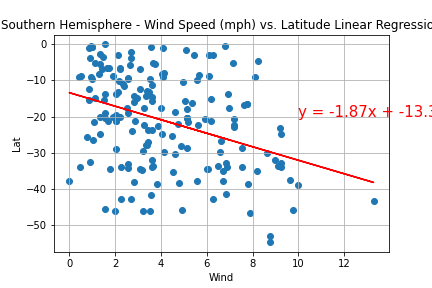 Southern Hemisphere - Wind Speed (mph) vs. Latitude Linear Regressio
0
−10
−20
−30
−40
−50
Lat
y = -1.87x + -13.3
0 2 4 6 8 10 12
Wind